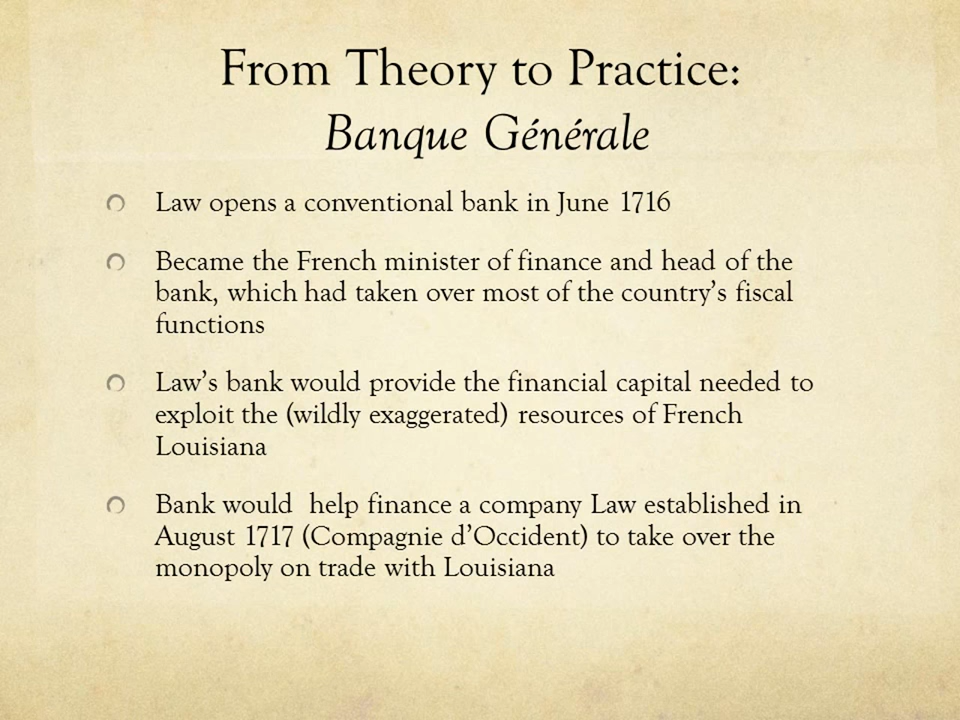 From Theory to Practice:
Banque Générale
Law opens a conventional bank in June 1716
Became the French minister of finance and head of the
bank, which had taken over most of the country’s fiscal
functions
Law’s bank would provide the financial capital needed to
exploit the (wildly exaggerated) resources of French
Louisiana
Bank would  help finance a company Law established in
August 1717 (Compagnie d’Occident) to take over the
monopoly on trade with Louisiana